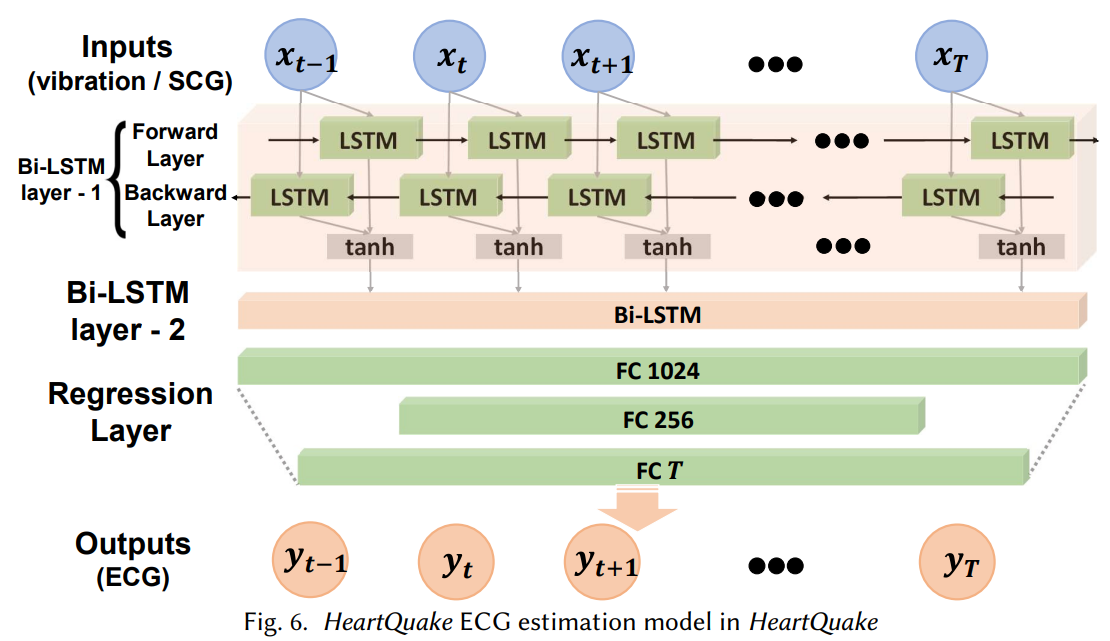 Inputs
(vibration / SCG)
x_{t−1} x_t x_{t+1} ●●● x_T
Bi-LSTM
layer - 1
Forward
Layer
LSTM LSTM LSTM ●●● LSTM
Backward
Layer
LSTM LSTM LSTM ●●● LSTM
tanh tanh tanh ●●● tanh
Bi-LSTM
layer - 2
Bi-LSTM
Regression
Layer
FC 1024
FC 256
FC T
Outputs
(ECG)
y_{t−1} y_t y_{t+1} ●●● y_T
Fig. 6. HeartQuake ECG estimation model in HeartQuake